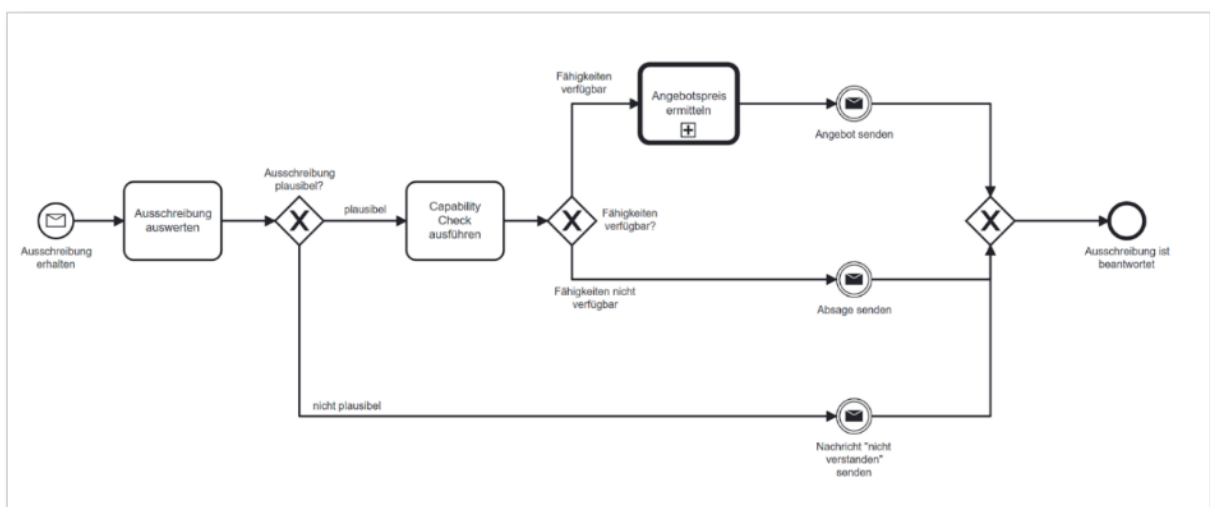 Ausschreibung
erhalten
Ausschreibung
auswerten
Ausschreibung
plausibel?
plausibel
nicht plausibel
Capability
Check
ausführen
Fähigkeiten
verfügbar?
Fähigkeiten
verfügbar
Angebotspreis
ermitteln
Angebot senden
Fähigkeiten nicht
verfügbar
Absage senden
Nachricht "nicht
verstanden"
senden
Ausschreibung ist
beantwortet